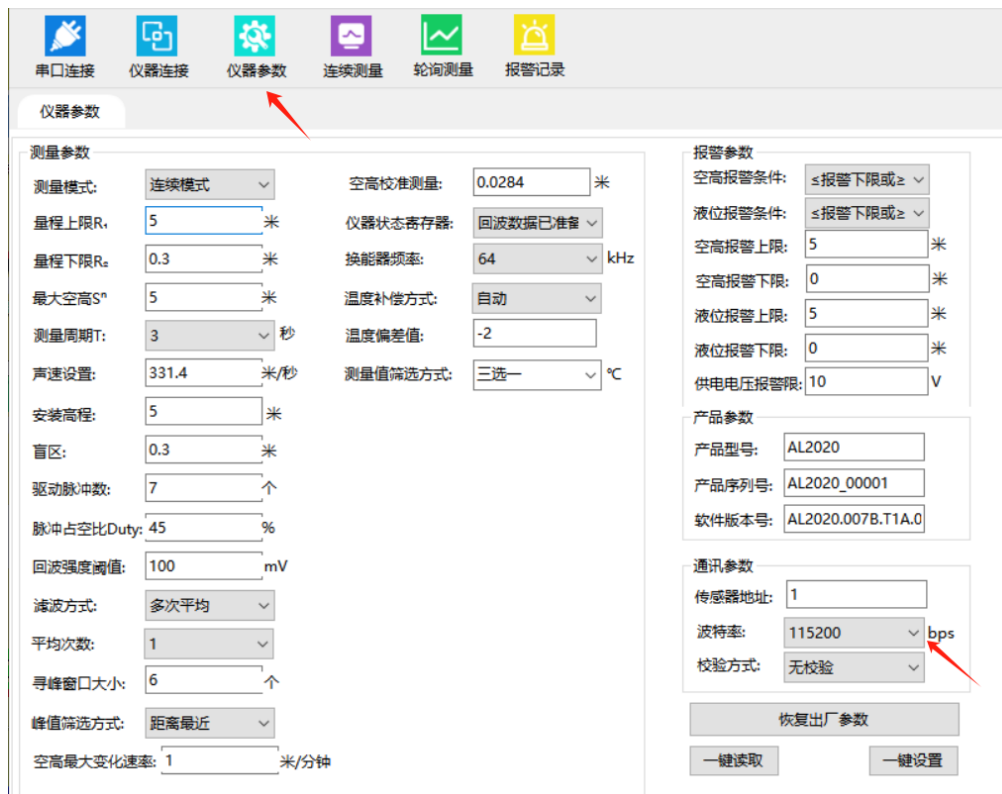 串口连接 仪器连接 仪器参数 连续测量 轮询测量 报警记录
仪器参数
测量参数
测量模式: 连续模式
量程上限R₁ 5 米
量程下限R₀ 0.3 米
最大空高Sⁿ 5 米
测量周期T: 3 秒
声速设置: 331.4 米/秒
安装高程: 5 米
盲区: 0.3 米
驱动脉冲数: 7 个
脉冲占空比Duty: 45 %
回波强度阈值: 100 mV
滤波方式: 多次平均
平均次数: 1
寻峰窗口大小: 6 个
峰值筛选方式: 距离最近
空高最大变化速率: 1 米/分钟
空高校准测量: 0.0284 米
仪器状态寄存器: 回波数据已准备
换能器频率: 64 kHz
温度补偿方式: 自动
温度偏差值: -2
测量值筛选方式: 三选一 ℃
报警参数
空高报警条件: ≤报警下限或≥
液位报警条件: ≤报警下限或≥
空高报警上限: 5 米
空高报警下限: 0 米
液位报警上限: 5 米
液位报警下限: 0 米
供电电压报警限: 10 V
产品参数
产品型号: AL2020
产品序列号: AL2020_00001
软件版本号: AL2020.007B.T1A.0
通讯参数
传感器地址: 1
波特率: 115200 bps
校验方式: 无校验
恢复出厂参数
一键读取 一键设置